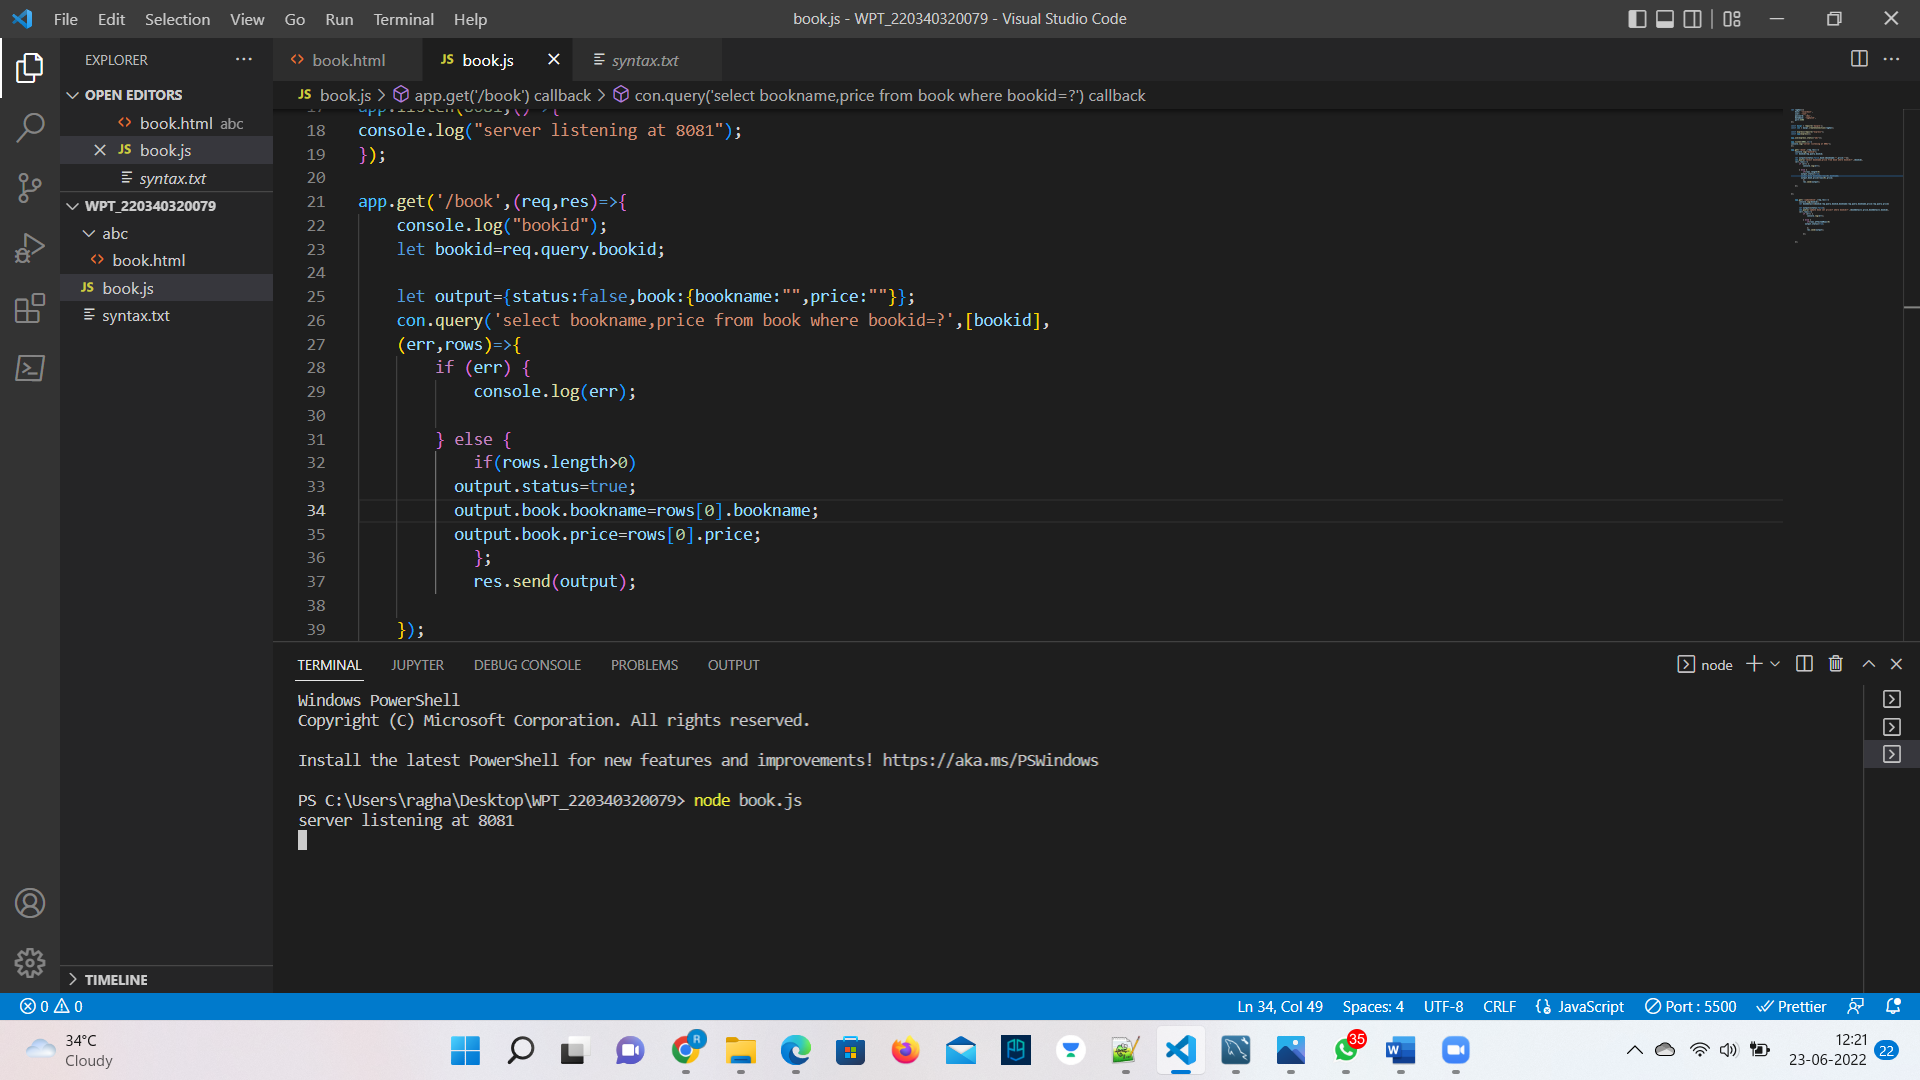 File Edit Selection View Go Run Terminal Help
book.js - WPT_220340320079 - Visual Studio Code
EXPLORER
OPEN EDITORS
book.html abc
JS book.js
syntax.txt
WPT_220340320079
abc
book.html
JS book.js
syntax.txt
TIMELINE
book.html
JS book.js
syntax.txt
JS book.js > app.get('/book') callback > con.query('select bookname,price from book where bookid=?') callback
17 app.listen(8081,()=>{
18 console.log("server listening at 8081");
19 });
20
21 app.get('/book',(req,res)=>{
22 console.log("bookid");
23 let bookid=req.query.bookid;
24
25 let output={status:false,book:{bookname:"",price:""}};
26 con.query('select bookname,price from book where bookid=?',[bookid],
27 (err,rows)=>{
28 if (err) {
29 console.log(err);
30
31 } else {
32 if(rows.length>0)
33 output.status=true;
34 output.book.bookname=rows[0].bookname;
35 output.book.price=rows[0].price;
36 };
37 res.send(output);
38
39 });
TERMINAL JUPYTER DEBUG CONSOLE PROBLEMS OUTPUT
node
Windows PowerShell
Copyright (C) Microsoft Corporation. All rights reserved.
Install the latest PowerShell for new features and improvements! https://aka.ms/PSWindows
PS C:\Users\ragha\Desktop\WPT_220340320079> node book.js
server listening at 8081
0 0
Ln 34, Col 49 Spaces: 4 UTF-8 CRLF JavaScript Port : 5500 Prettier
34°C
Cloudy
R
35
12:21
23-06-2022
22